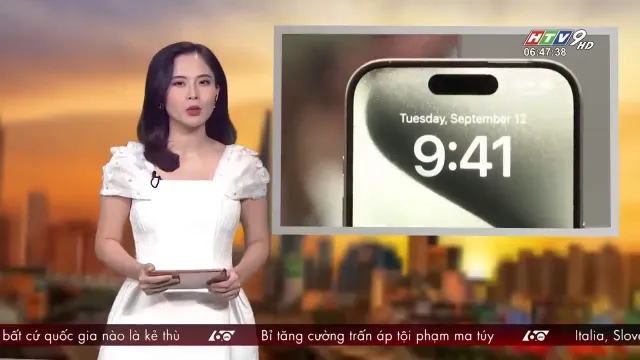 HTV9 HD
06:47:38
Tuesday, September 12
9:41
bất cứ quốc gia nào là kẻ thù 60 Bỉ tăng cường trấn áp tội phạm ma túy 60 Italia, Slov